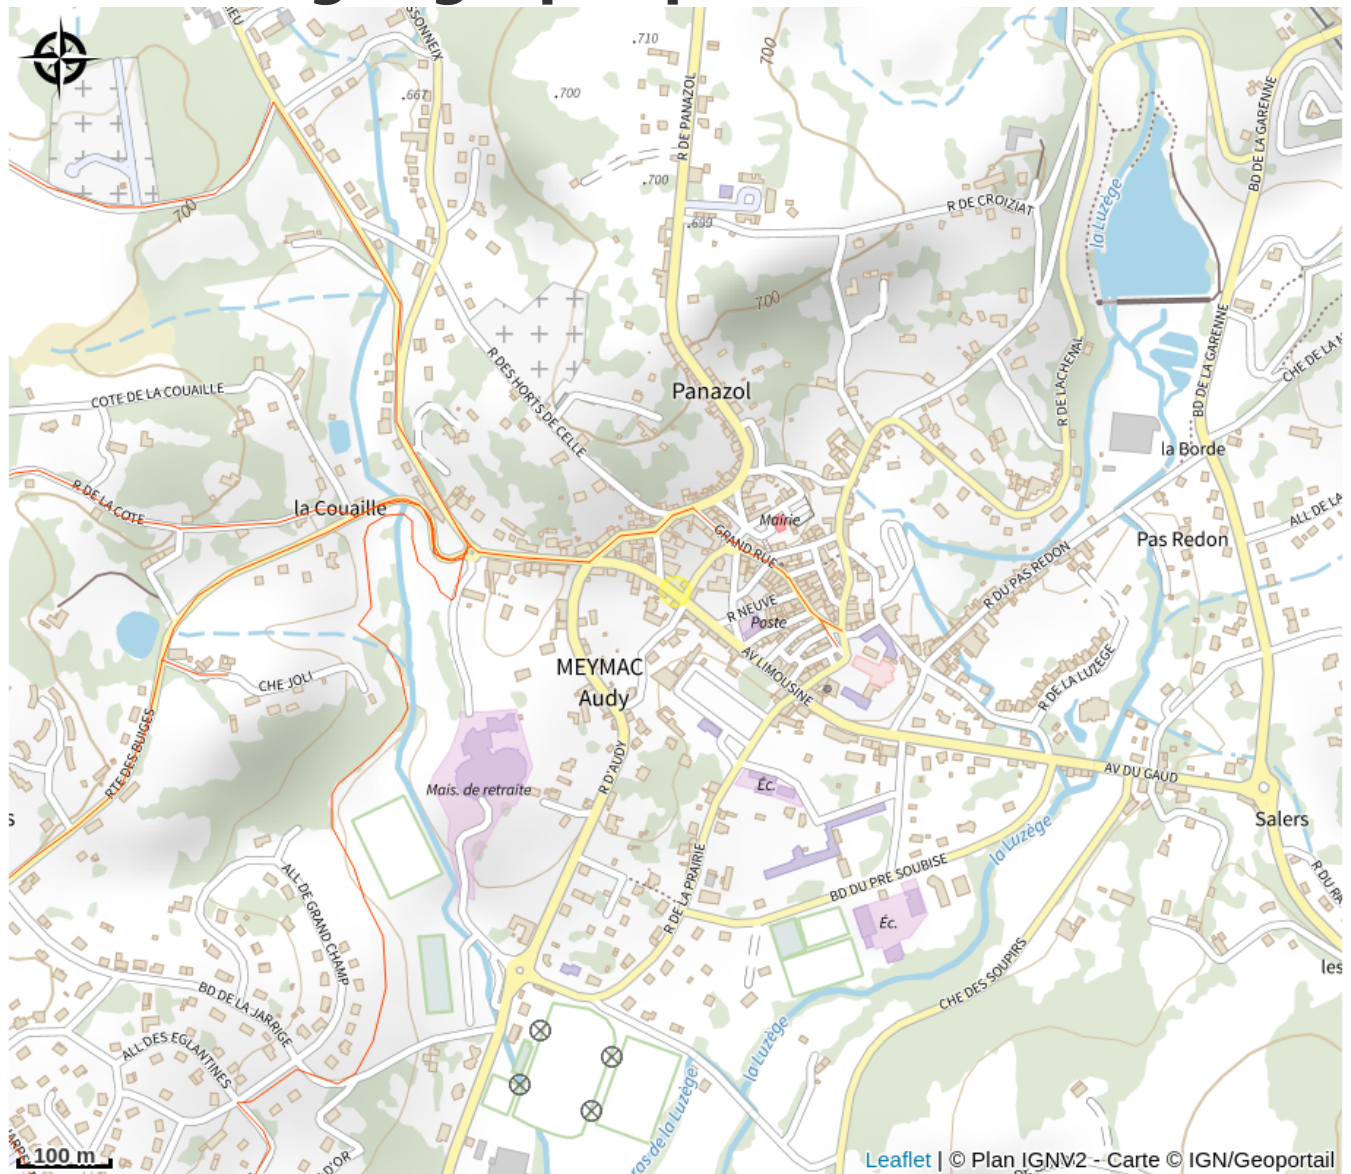 SSONNEIX
.710
700
.667
.700
R DE PANAZOL
BD DE LA GARENNE
.700
700
.699
R DE CROIZIAT
la Luzège
700
COTE DE LA COUAILLE
R DES HORTS DE CELLE
Panazol
R DE LACHENAL
BD DE LA GARENNE
la Borde
R DE LA COTE
la Couaille
Mairie
GRAND RUE
ALL DE LA
Pas Redon
R DU PAS REDON
R NEUVE
Poste
MEYMAC
Audy
AV LIMOUSINE
CHE JOLI
R DE LA LUZEGE
RTE DES BUIGES
R D'AUDY
Mais. de retraite
Éc.
AV DU GAUD
Salers
s
la Luzège
BD DU PRE SOUBISE
R DE LA PRAIRIE
ALL DE GRAND CHAMP
Éc.
les
CHE DES SOUPIRS
BD DE LA JARRIGE
ALL DES EGLANTINES
la Luzège
ras de la Luzège
D'OR
100 m
Leaflet | © Plan IGNV2 - Carte © IGN/Geoportail